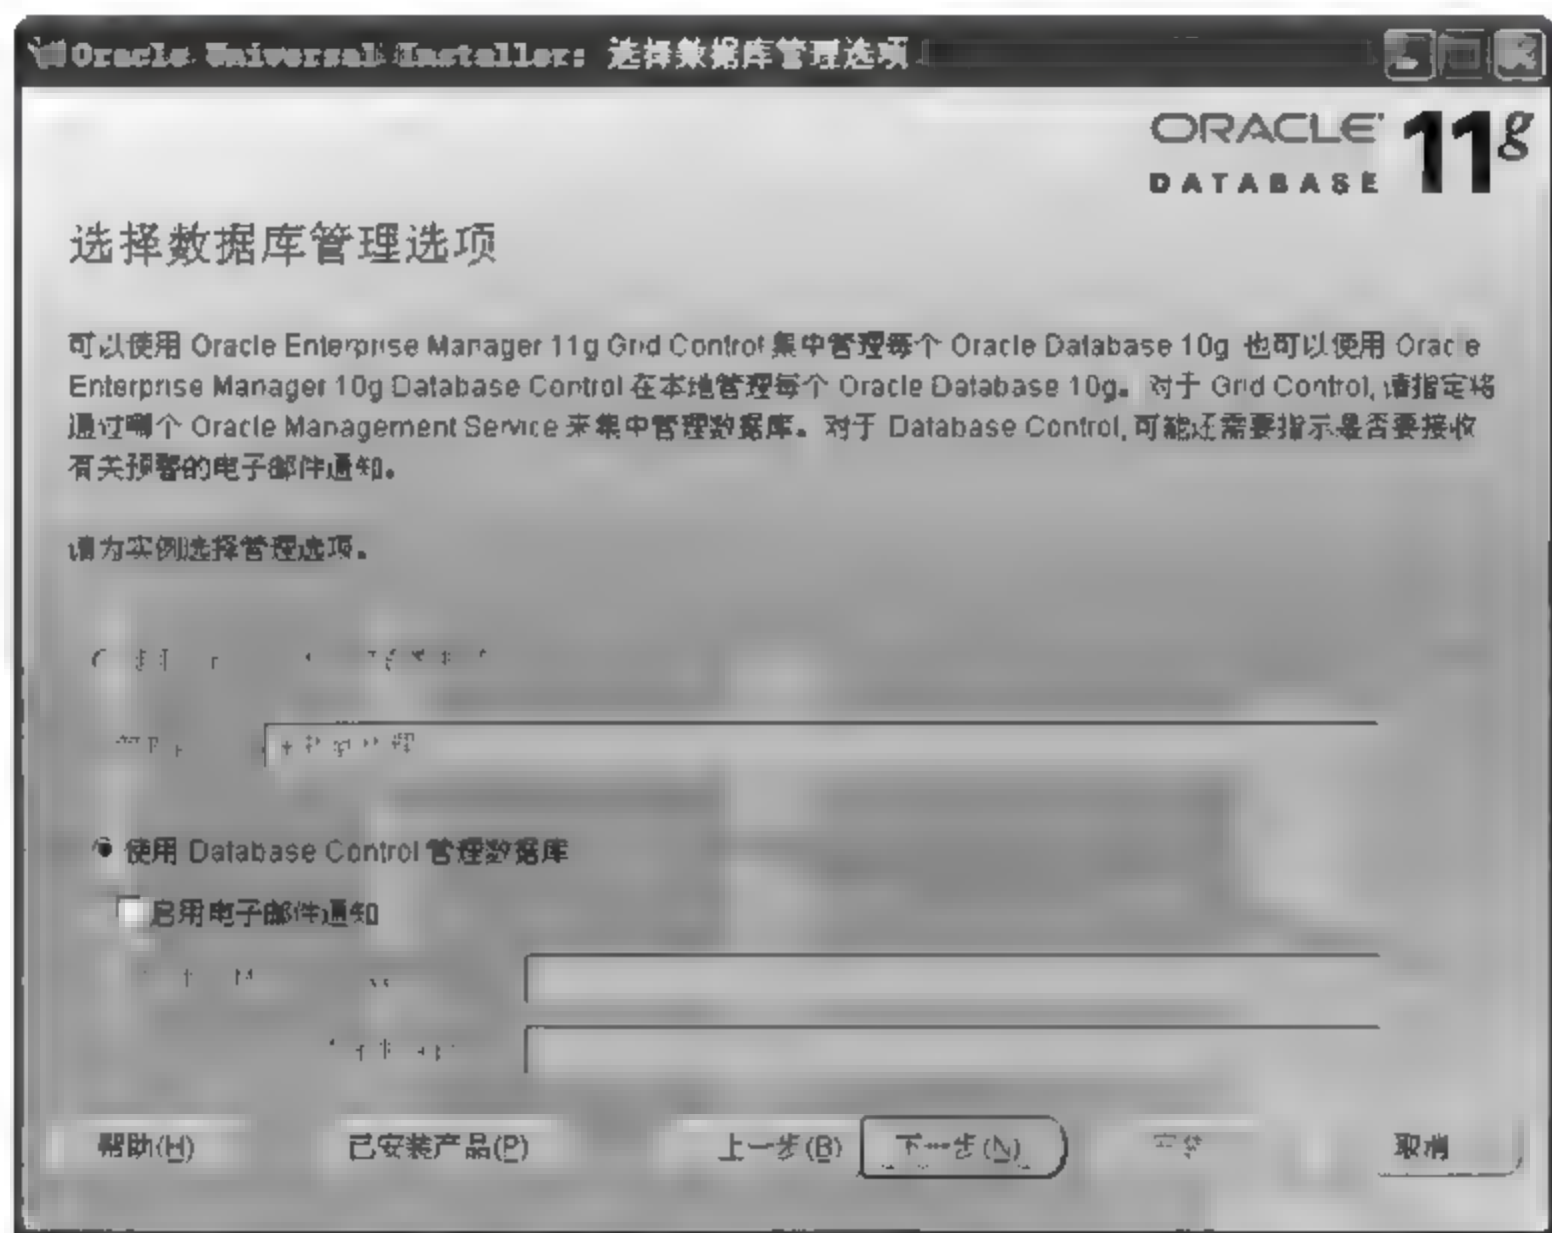 Oracle Universal Installer: 选择数据库管理选项
ORACLE 11g
DATABASE
选择数据库管理选项
可以使用 Oracle Enterprise Manager 11g Grid Control 集中管理每个 Oracle Database 10g 也可以使用 Oracle
Enterprise Manager 10g Database Control 在本地管理每个 Oracle Database 10g。对于 Grid Control, 请指定将
通过哪个 Oracle Management Service 来集中管理数据库。对于 Database Control, 可能还需要指示是否要接收
有关预警的电子邮件通知。
请为实例选择管理选项。
使用 Database Control 管理数据库
启用电子邮件通知
帮助(H) 已安装产品(P) 上一步(B) 下一步(N) 安装 取消